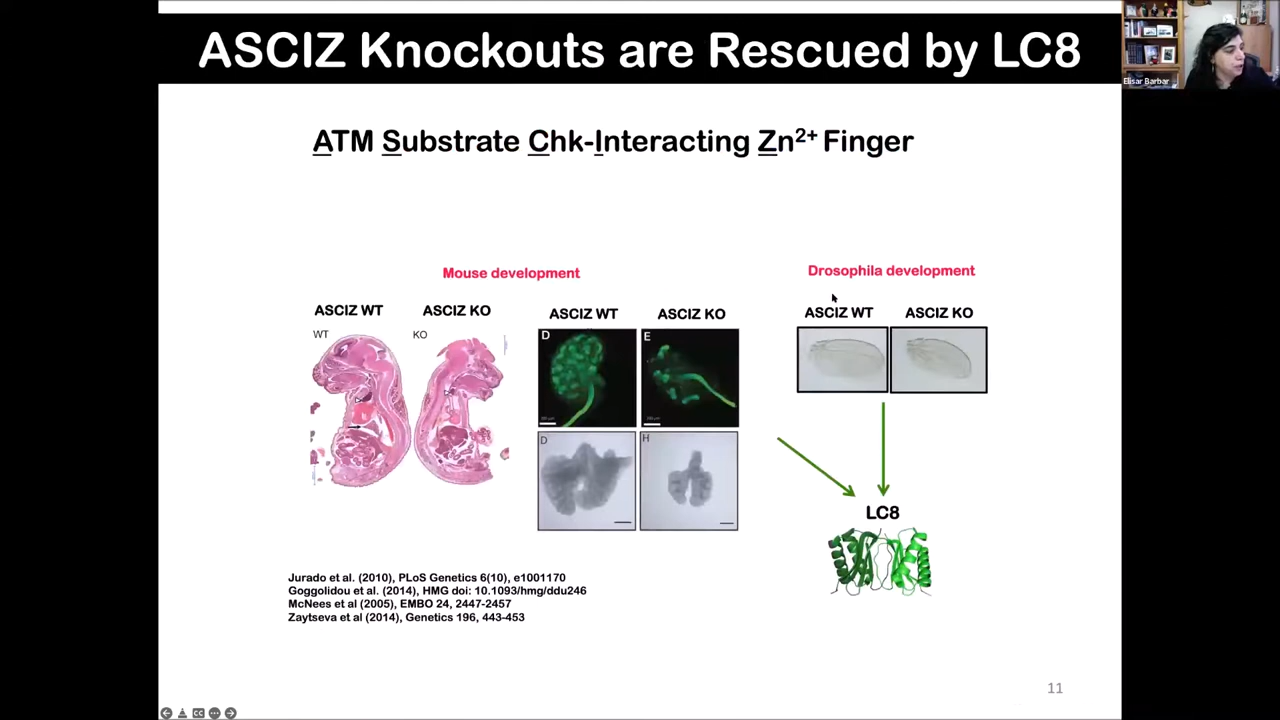 ASCIZ Knockouts are Rescued by LC8
Elisar Barbar
ATM Substrate Chk-Interacting Zn2+ Finger
Mouse development
Drosophila development
ASCIZ WT
ASCIZ KO
ASCIZ WT
ASCIZ KO
ASCIZ WT
ASCIZ KO
WT
KO
D
E
D
H
LC8
Jurado et al. (2010), PLoS Genetics 6(10), e1001170
Goggolidou et al. (2014), HMG doi: 10.1093/hmg/ddu246
McNees et al (2005), EMBO 24, 2447-2457
Zaytseva et al (2014), Genetics 196, 443-453
11
CC